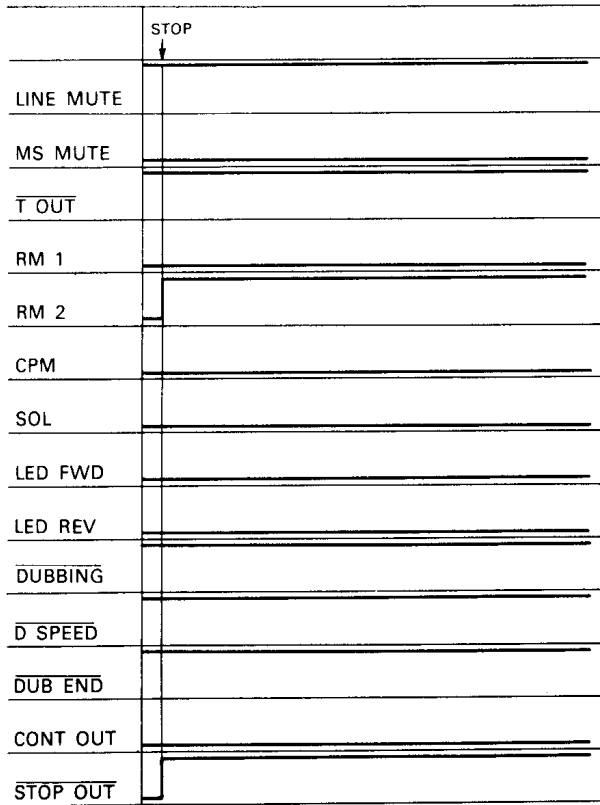 STOP
LINE MUTE
MS MUTE
T OUT
RM 1
RM 2
CPM
SOL
LED FWD
LED REV
DUBBING
D SPEED
DUB END
CONT OUT
STOP OUT